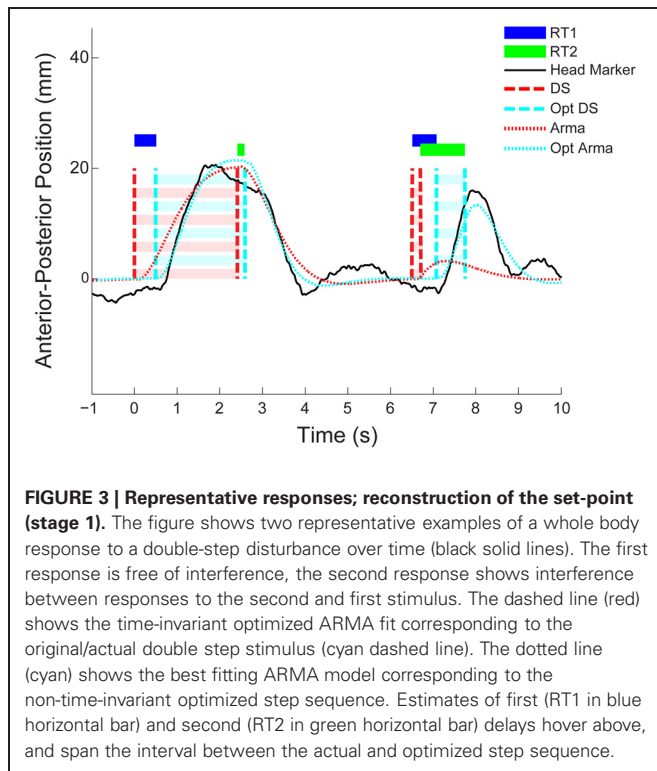 RT1
RT2
Head Marker
DS
Opt DS
Arma
Opt Arma
Anterior-Posterior Position (mm)
40
20
0
−1 0 1 2 3 4 5 6 7 8 9 10
Time (s)
FIGURE 3 | Representative responses; reconstruction of the set-point
(stage 1). The figure shows two representative examples of a whole body
response to a double-step disturbance over time (black solid lines). The first
response is free of interference, the second response shows interference
between responses to the second and first stimulus. The dashed line (red)
shows the time-invariant optimized ARMA fit corresponding to the
original/actual double step stimulus (cyan dashed line). The dotted line
(cyan) shows the best fitting ARMA model corresponding to the
non-time-invariant optimized step sequence. Estimates of first (RT1 in blue
horizontal bar) and second (RT2 in green horizontal bar) delays hover above,
and span the interval between the actual and optimized step sequence.